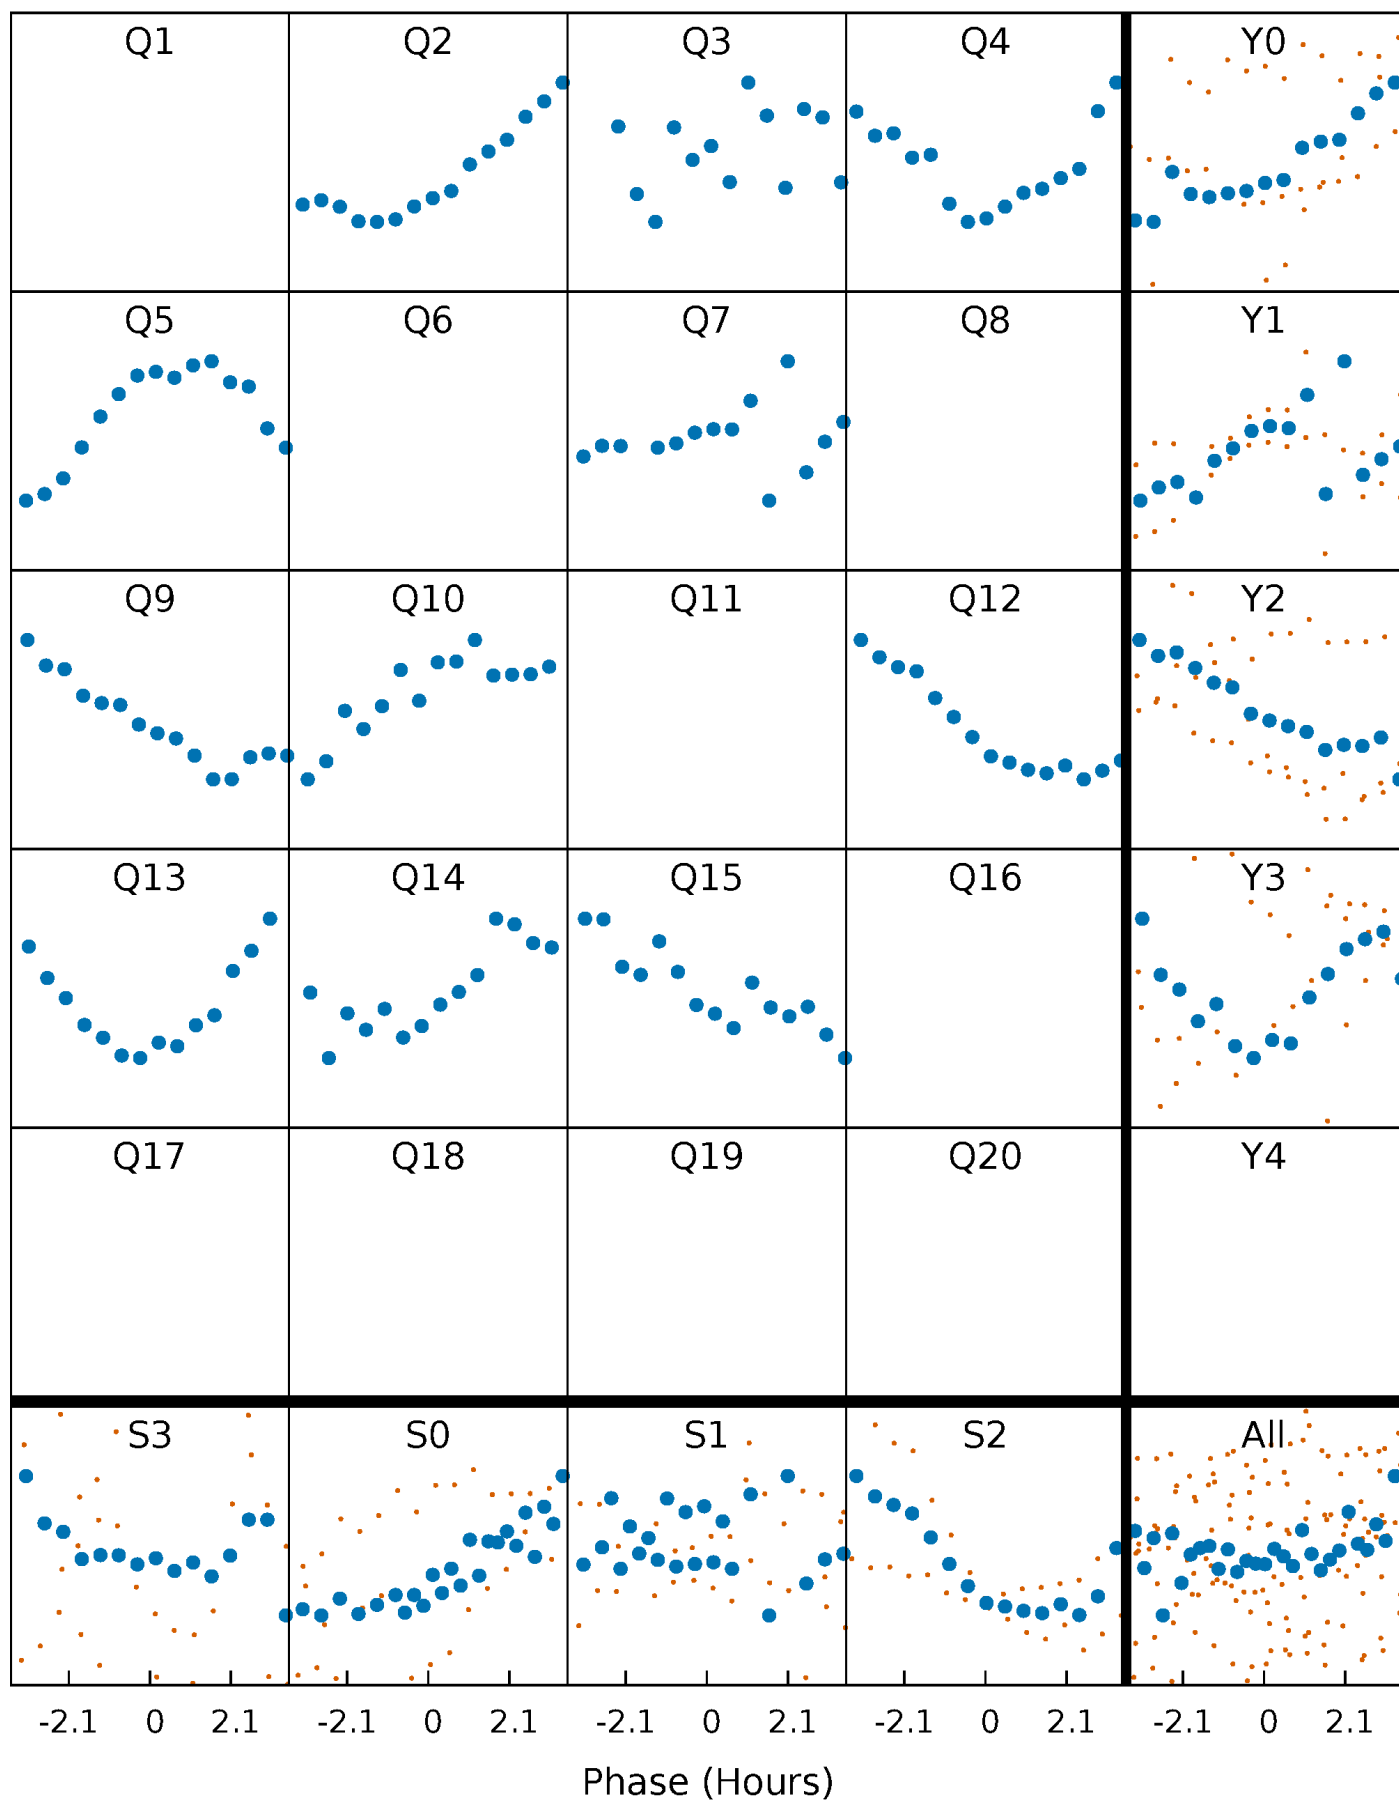 Q1 Q2 Q3 Q4 Y0
Q5 Q6 Q7 Q8 Y1
Q9 Q10 Q11 Q12 Y2
Q13 Q14 Q15 Q16 Y3
Q17 Q18 Q19 Q20 Y4
S3 S0 S1 S2 All
-2.1 0 2.1 -2.1 0 2.1 -2.1 0 2.1 -2.1 0 2.1 -2.1 0 2.1
Phase (Hours)